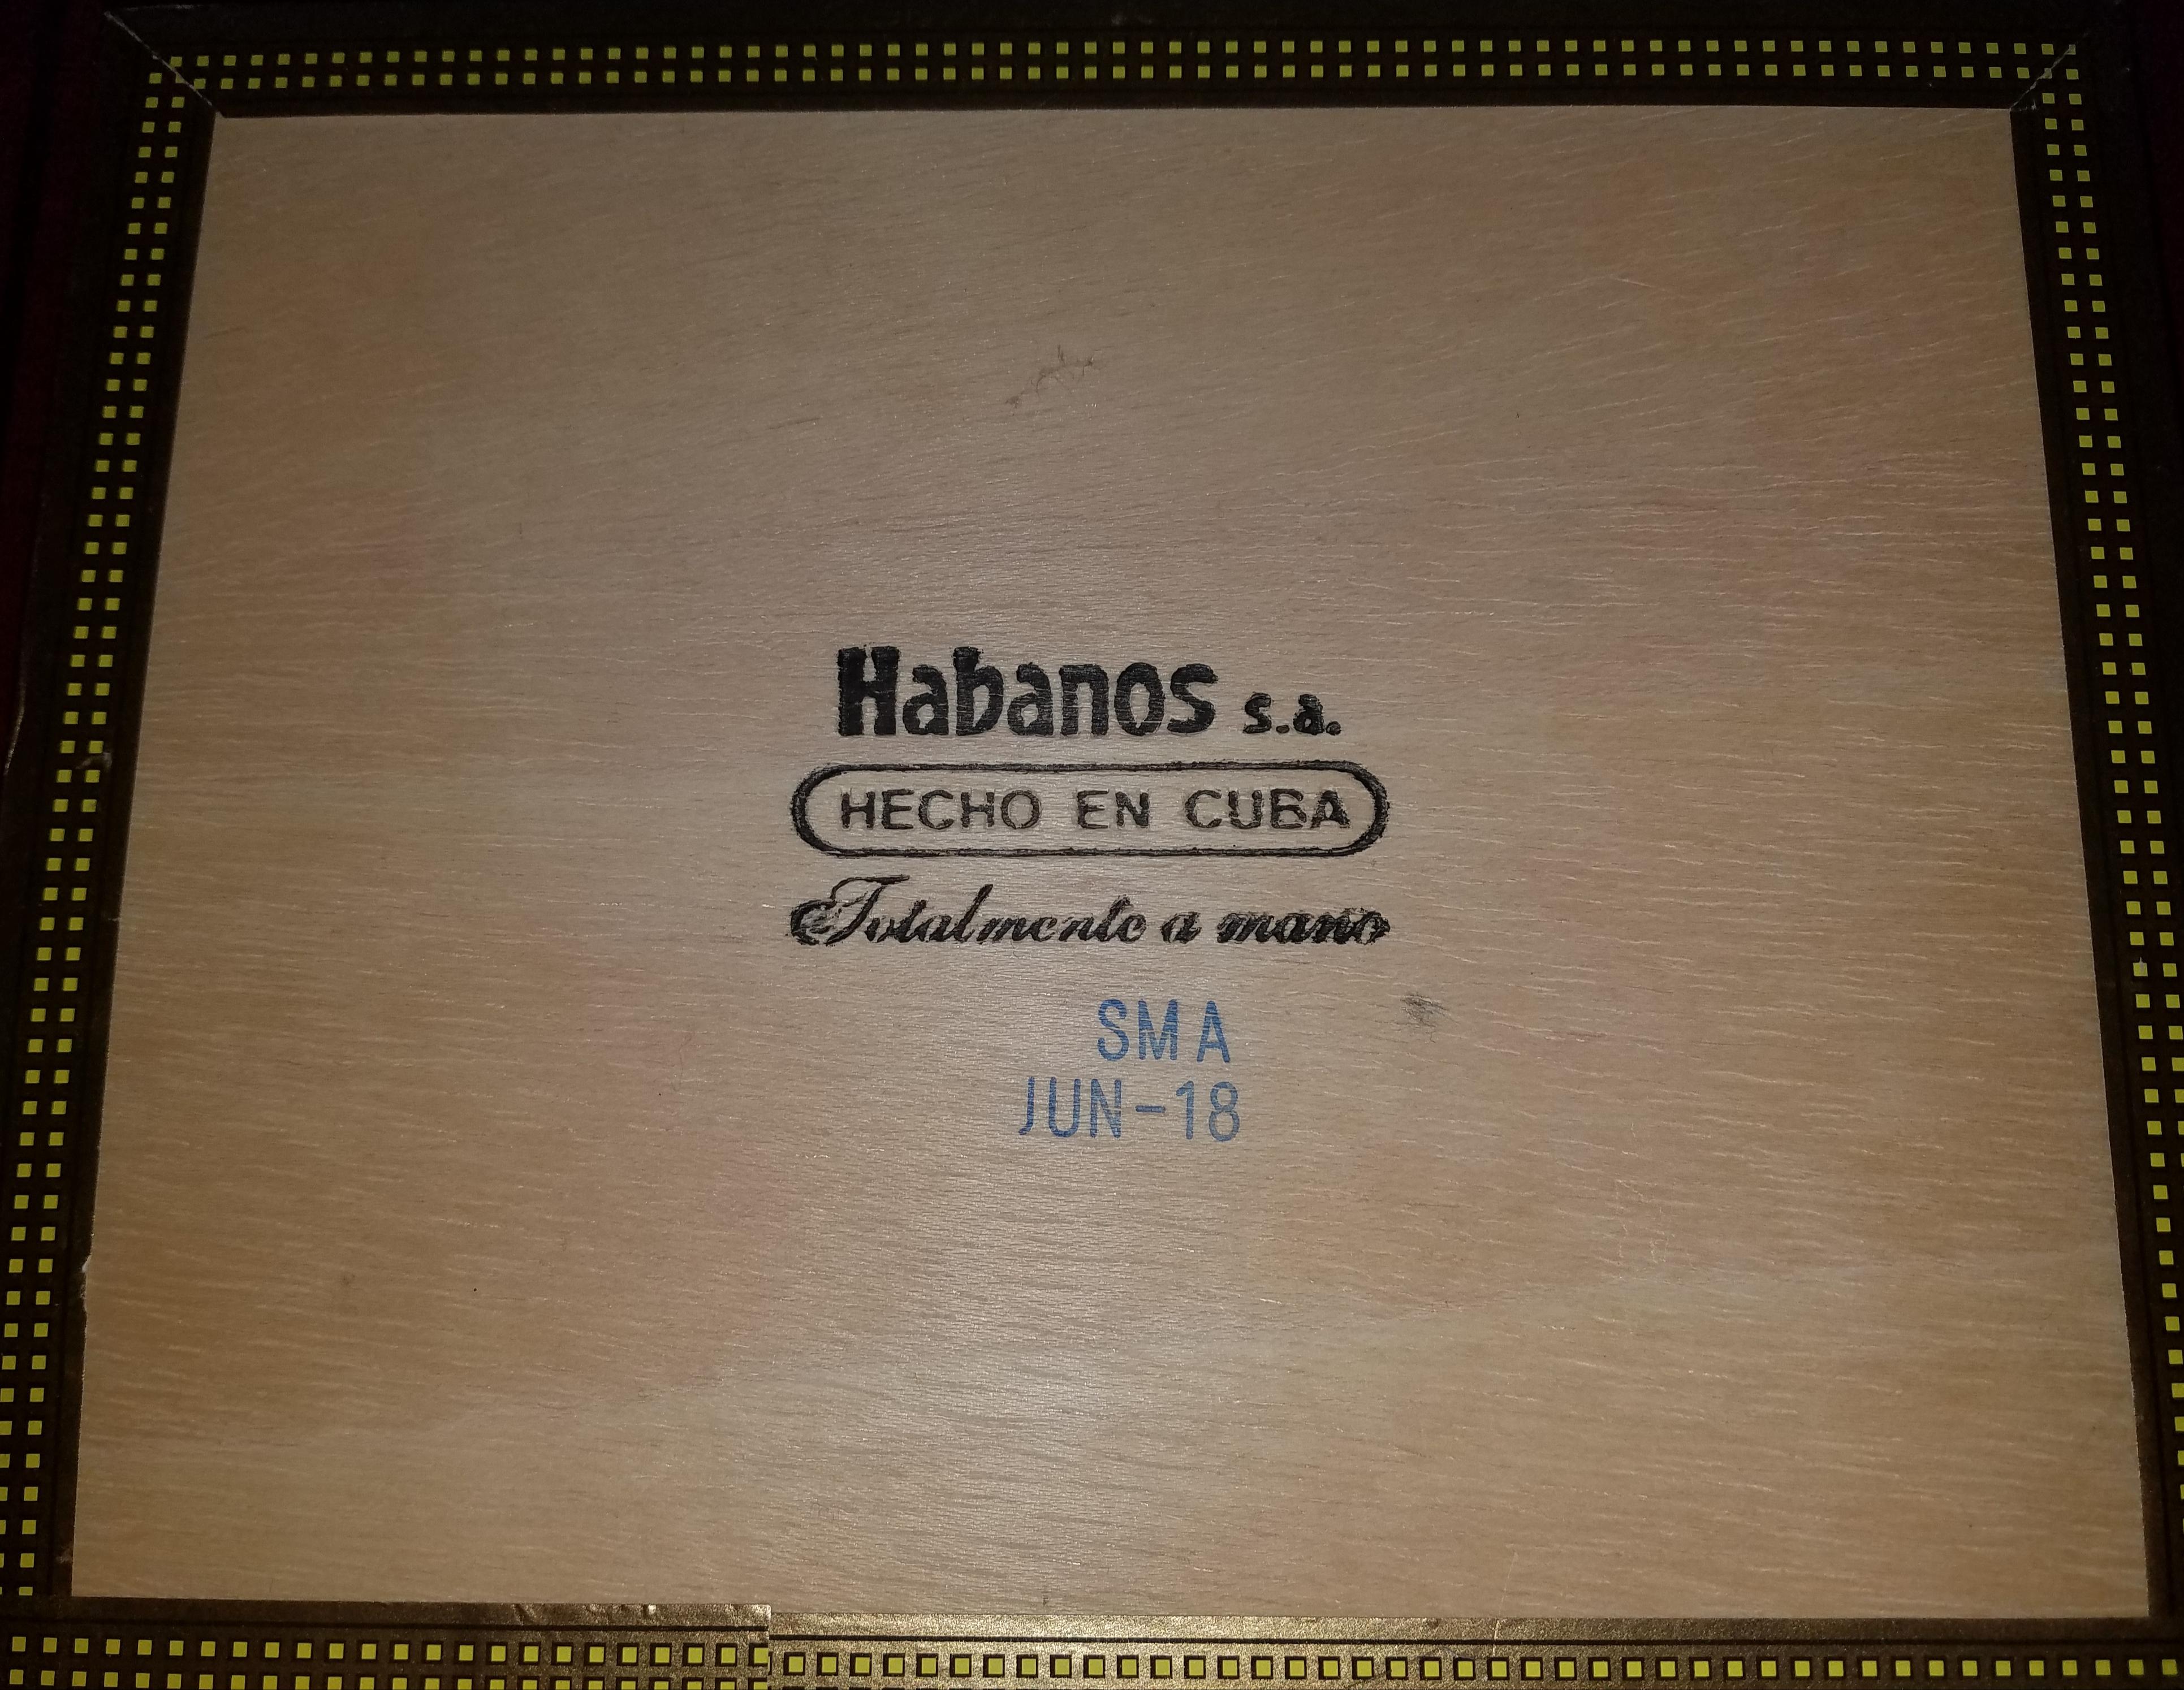 Habanos s.a.
HECHO EN CUBA
Totalmente a mano
SMA
JUN-18